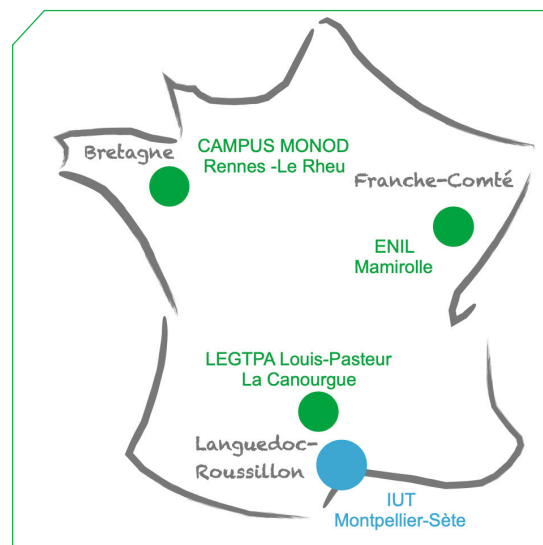 CAMPUS MONOD
Rennes -Le Rheu
Bretagne
Franche-Comté
ENIL
Mamirolle
LEGTPA Louis-Pasteur
La Canourgue
Languedoc-
Roussillon
IUT
Montpellier-Sète